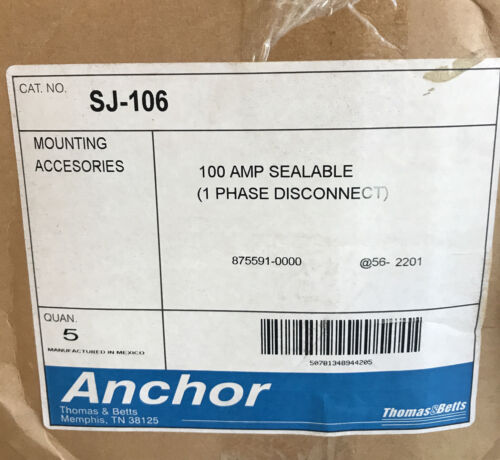 CAT. NO. SJ-106
MOUNTING
ACCESORIES
100 AMP SEALABLE
(1 PHASE DISCONNECT)
875591-0000 @56- 2201
QUAN.
5
MANUFACTURED IN MEXICO
50781348944205
Anchor
Thomas & Betts
Memphis, TN 38125
Thomas&Betts